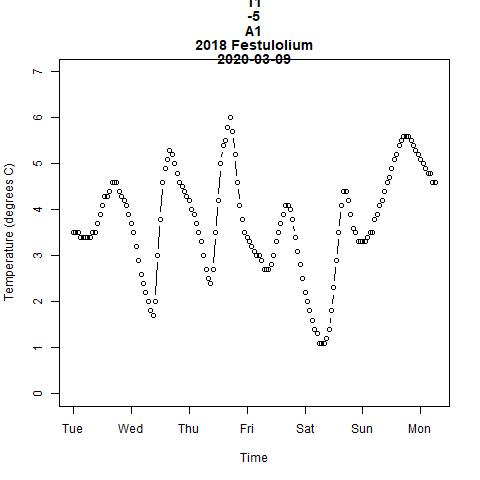 -5
A1
2018 Festulolium
2020-03-09
Temperature (degrees C)
7
6
5
4
3
2
1
0
Tue Wed Thu Fri Sat Sun Mon
Time